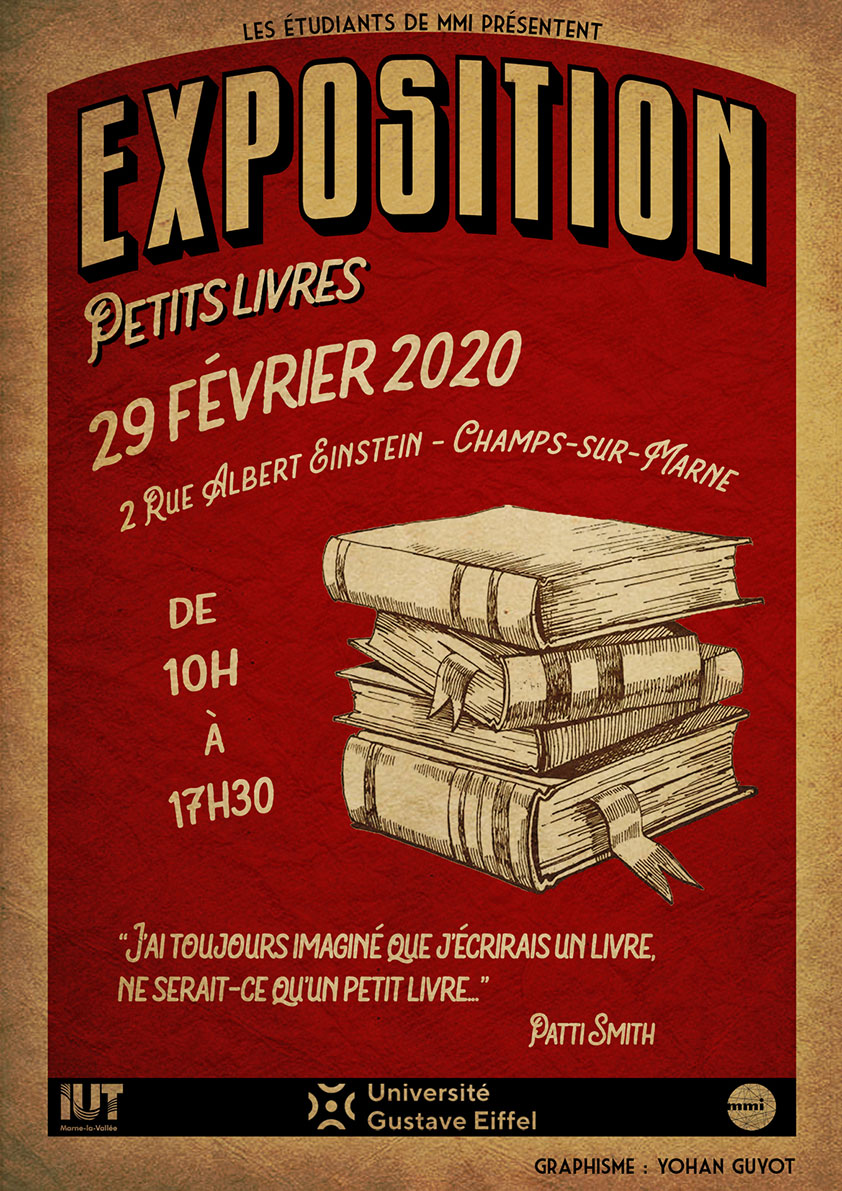 LES ÉTUDIANTS DE MMI PRÉSENTENT
EXPOSITION
PETITS LIVRES
29 FÉVRIER 2020
2 RUE ALBERT EINSTEIN - CHAMPS-SUR-MARNE
DE
10H
À
17H30
“J'AI TOUJOURS IMAGINÉ QUE J'ÉCRIRAIS UN LIVRE,
NE SERAIT-CE QU'UN PETIT LIVRE...”
PATTI SMITH
IUT
Marne-la-Vallée
Université
Gustave Eiffel
mmi
GRAPHISME : YOHAN GUYOT